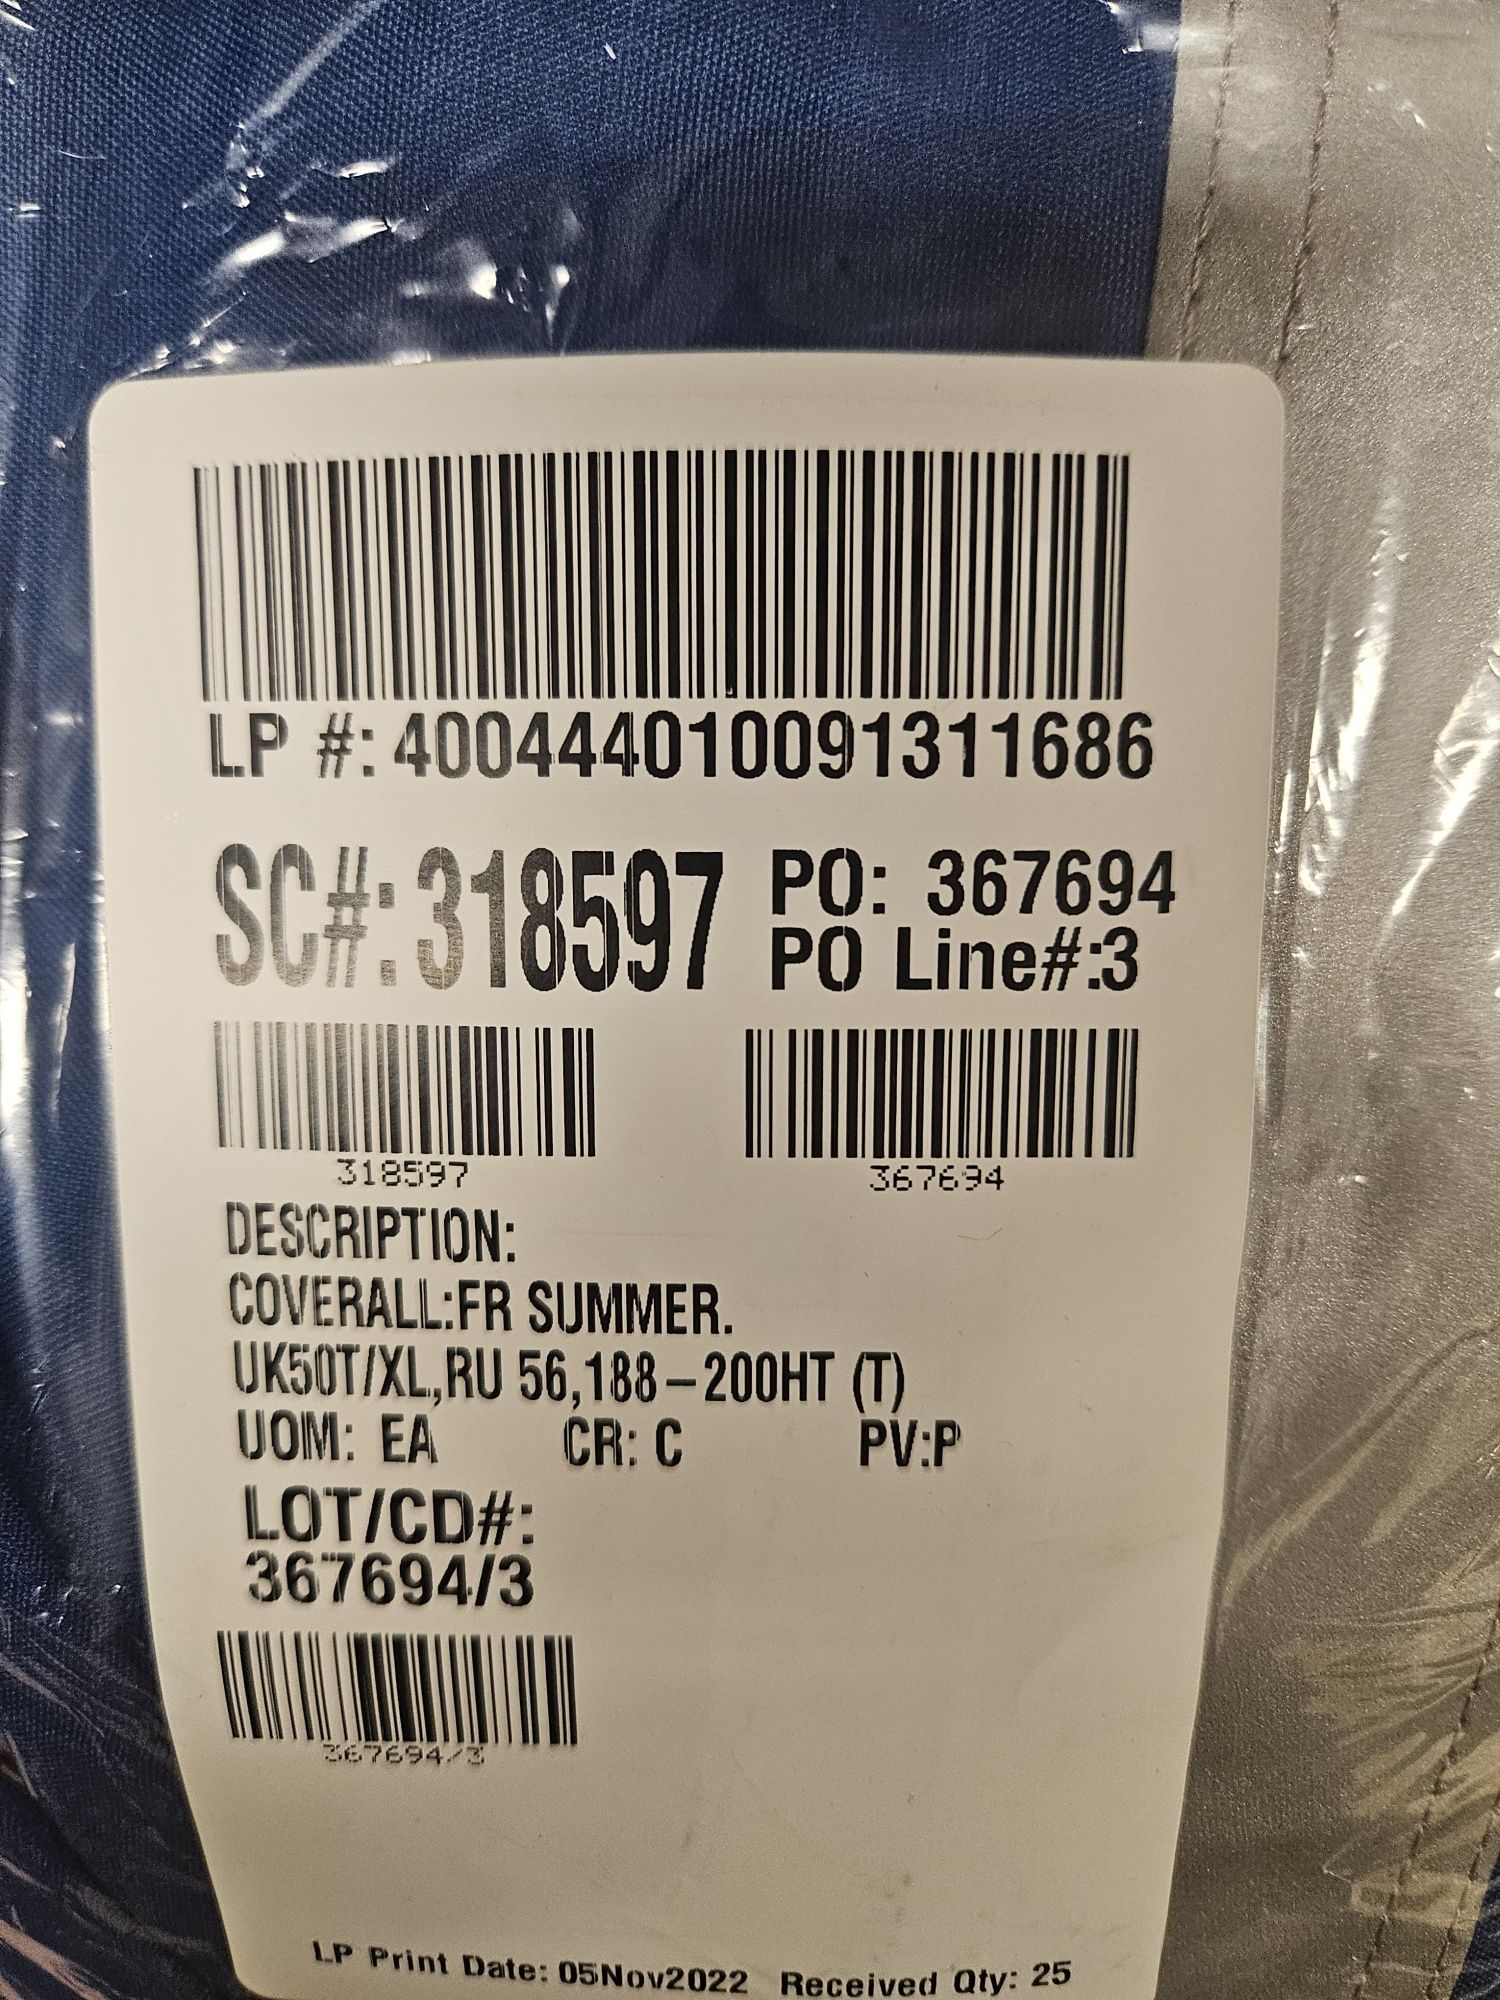 LP #: 400444010091311686
SC#:318597
PO: 367694
PO Line#:3
318597
367694
DESCRIPTION:
COVERALL:FR SUMMER.
UK50T/XL,RU 56,188-200HT (T)
UOM: EA CR: C PV:P
LOT/CD#:
367694/3
367694/3
LP Print Date: 05Nov2022 Received Qty: 25